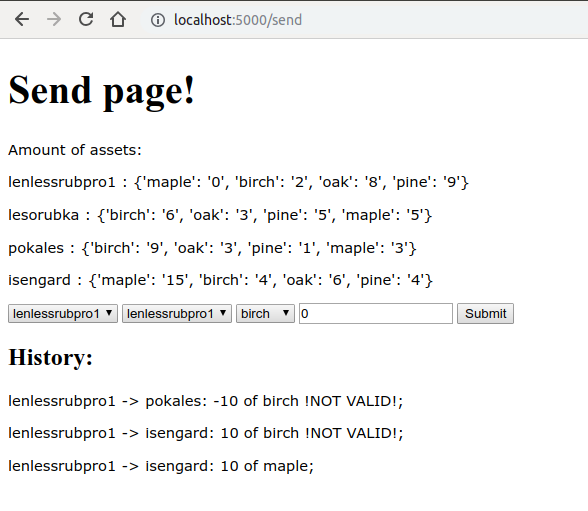 localhost:5000/send
Send page!
Amount of assets:
lenlessrubpro1 : {'maple': '0', 'birch': '2', 'oak': '8', 'pine': '9'}
lesorubka : {'birch': '6', 'oak': '3', 'pine': '5', 'maple': '5'}
pokales : {'birch': '9', 'oak': '3', 'pine': '1', 'maple': '3'}
isengard : {'maple': '15', 'birch': '4', 'oak': '6', 'pine': '4'}
lenlessrubpro1 lenlessrubpro1 birch 0 Submit
History:
lenlessrubpro1 -> pokales: -10 of birch !NOT VALID!;
lenlessrubpro1 -> isengard: 10 of birch !NOT VALID!;
lenlessrubpro1 -> isengard: 10 of maple;